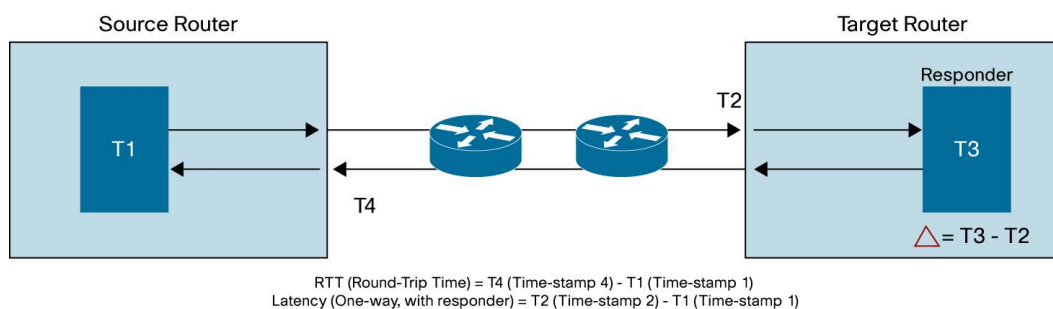 Source Router
Target Router
Responder
T2
T1
T3
T4
△= T3 - T2
RTT (Round-Trip Time) = T4 (Time-stamp 4) - T1 (Time-stamp 1)
Latency (One-way, with responder) = T2 (Time-stamp 2) - T1 (Time-stamp 1)